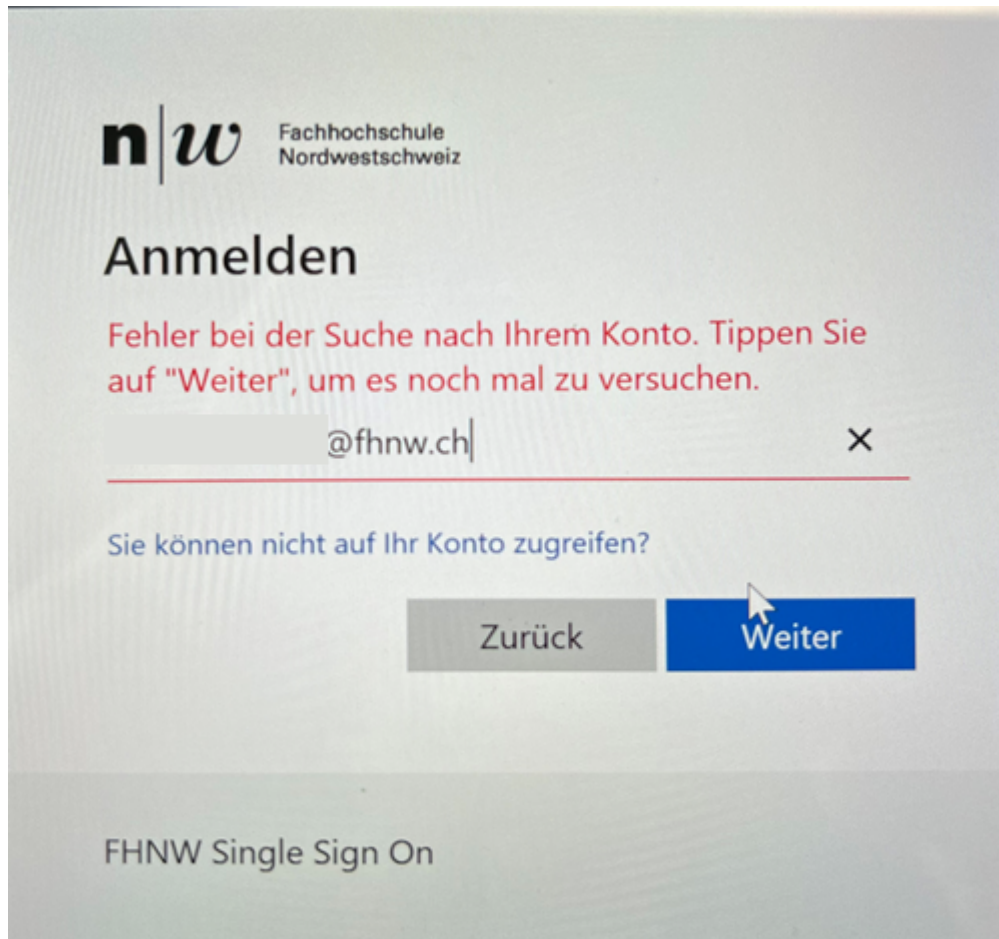 n|w Fachhochschule
Nordwestschweiz
Anmelden
Fehler bei der Suche nach Ihrem Konto. Tippen Sie
auf "Weiter", um es noch mal zu versuchen.
@fhnw.ch
Sie können nicht auf Ihr Konto zugreifen?
Zurück Weiter
FHNW Single Sign On